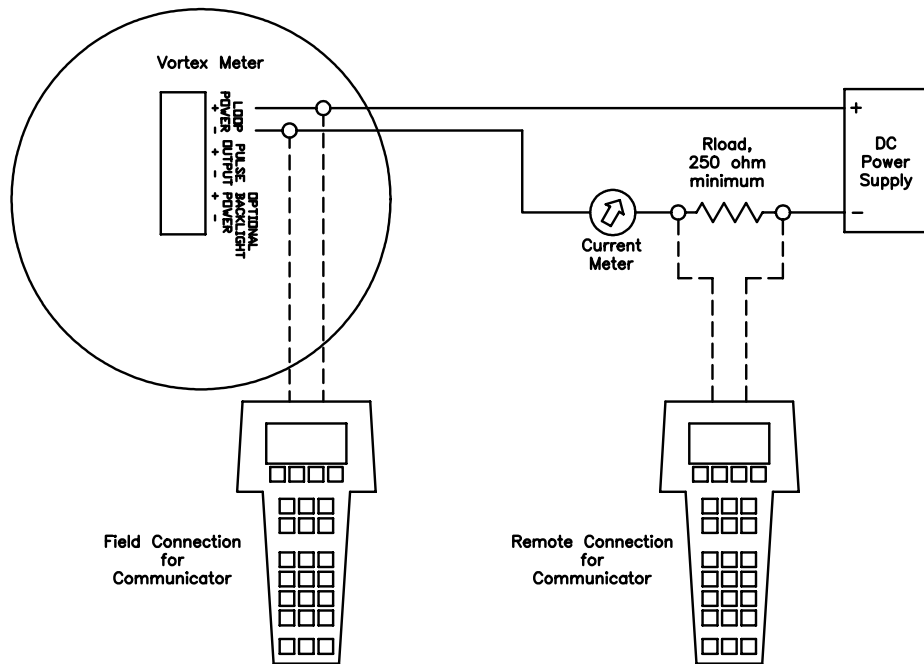 Vortex Meter
LOOP
POWER
+
-
PULSE
OUTPUT
+
-
OPTIONAL
BACKLIGHT
POWER
+
-
Rload,
250 ohm
minimum
+
DC
Power
Supply
−
Current
Meter
Field Connection
for
Communicator
Remote Connection
for
Communicator